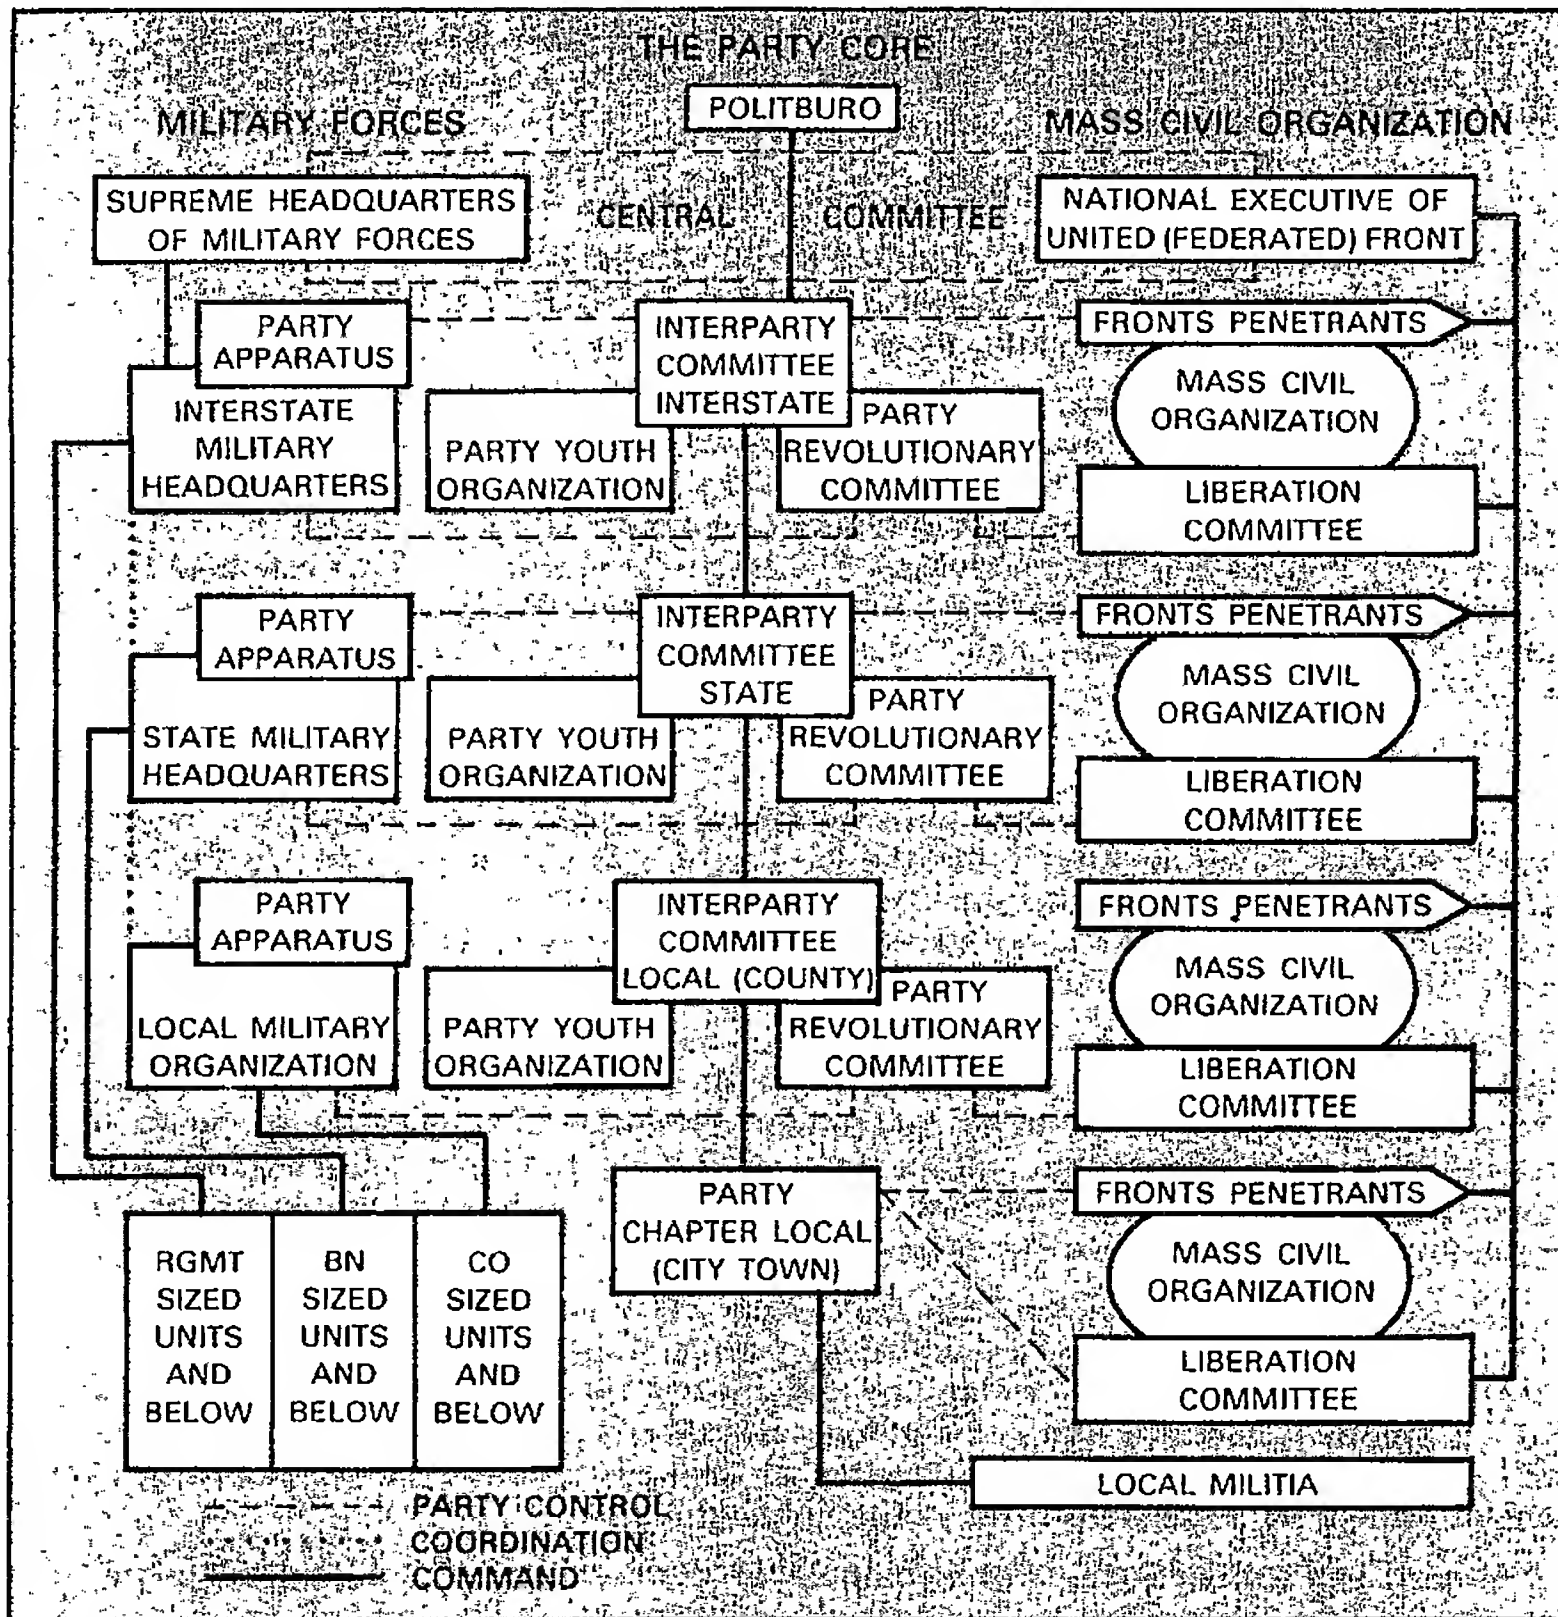 THE PARTY CORE
POLITBURO
MILITARY FORCES
MASS CIVIL ORGANIZATION
SUPREME HEADQUARTERS
OF MILITARY FORCES
CENTRAL COMMITTEE
NATIONAL EXECUTIVE OF
UNITED (FEDERATED) FRONT
PARTY
APPARATUS
INTERSTATE
MILITARY
HEADQUARTERS
INTERPARTY
COMMITTEE
INTERSTATE
PARTY YOUTH
ORGANIZATION
PARTY
REVOLUTIONARY
COMMITTEE
FRONTS PENETRANTS
MASS CIVIL
ORGANIZATION
LIBERATION
COMMITTEE
PARTY
APPARATUS
STATE MILITARY
HEADQUARTERS
INTERPARTY
COMMITTEE
STATE
PARTY YOUTH
ORGANIZATION
PARTY
REVOLUTIONARY
COMMITTEE
FRONTS PENETRANTS
MASS CIVIL
ORGANIZATION
LIBERATION
COMMITTEE
PARTY
APPARATUS
LOCAL MILITARY
ORGANIZATION
INTERPARTY
COMMITTEE
LOCAL (COUNTY)
PARTY YOUTH
ORGANIZATION
PARTY
REVOLUTIONARY
COMMITTEE
FRONTS PENETRANTS
MASS CIVIL
ORGANIZATION
LIBERATION
COMMITTEE
RGMT
SIZED
UNITS
AND
BELOW
BN
SIZED
UNITS
AND
BELOW
CO
SIZED
UNITS
AND
BELOW
PARTY
CHAPTER LOCAL
(CITY TOWN)
FRONTS PENETRANTS
MASS CIVIL
ORGANIZATION
LIBERATION
COMMITTEE
LOCAL MILITIA
PARTY CONTROL
COORDINATION
COMMAND